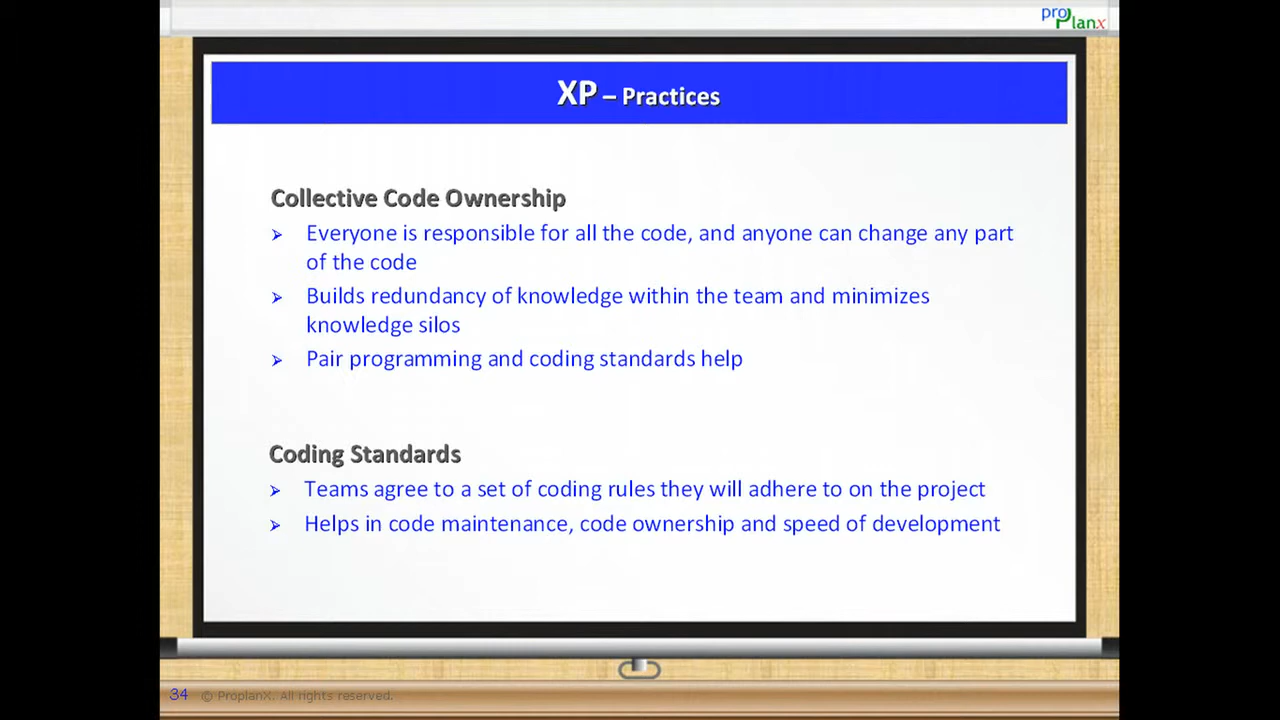 pro
Planx
XP – Practices
Collective Code Ownership
Everyone is responsible for all the code, and anyone can change any part
of the code
Builds redundancy of knowledge within the team and minimizes
knowledge silos
Pair programming and coding standards help
Coding Standards
Teams agree to a set of coding rules they will adhere to on the project
Helps in code maintenance, code ownership and speed of development
34 © ProplanX. All rights reserved.